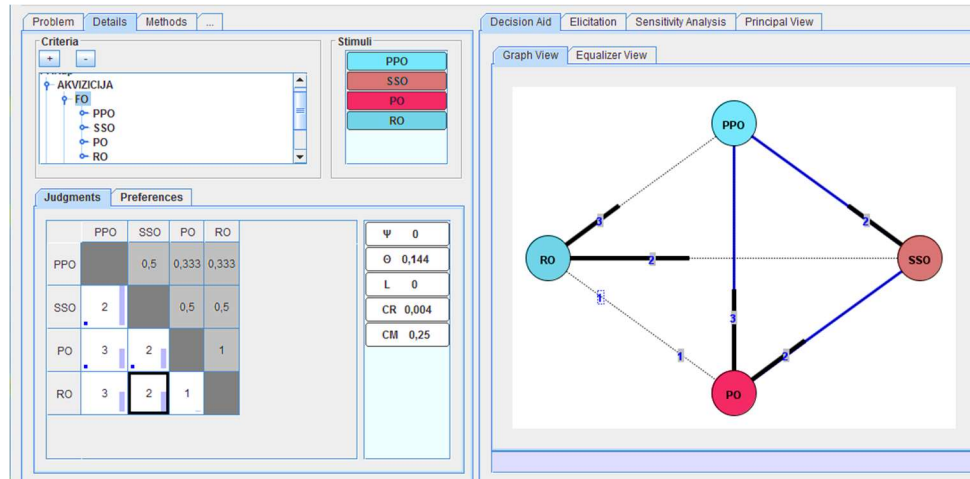 Problem Details Methods ...
Criteria
+ -
AKVIZICIJA
FO
PPO
SSO
PO
RO
Stimuli
PPO
SSO
PO
RO
Judgments Preferences
PPO SSO PO RO
PPO 0,5 0,333 0,333
SSO 2 0,5 0,5
PO 3 2 1
RO 3 2 1
Ψ 0
Θ 0,144
L 0
CR 0,004
CM 0,25
Decision Aid Elicitation Sensitivity Analysis Principal View
Graph View Equalizer View
PPO
3 2
RO 2 SSO
1
3
1 2
PO